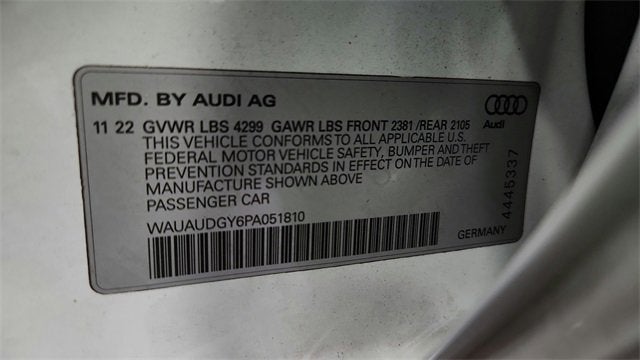 MFD. BY AUDI AG
11 22 GVWR LBS 4299 GAWR LBS FRONT 2381 /REAR 2105
THIS VEHICLE CONFORMS TO ALL APPLICABLE U.S.
FEDERAL MOTOR VEHICLE SAFETY, BUMPER AND THEFT
PREVENTION STANDARDS IN EFFECT ON THE DATE OF
MANUFACTURE SHOWN ABOVE
PASSENGER CAR
WAUAUDGY6PA051810
Audi
4445337
GERMANY